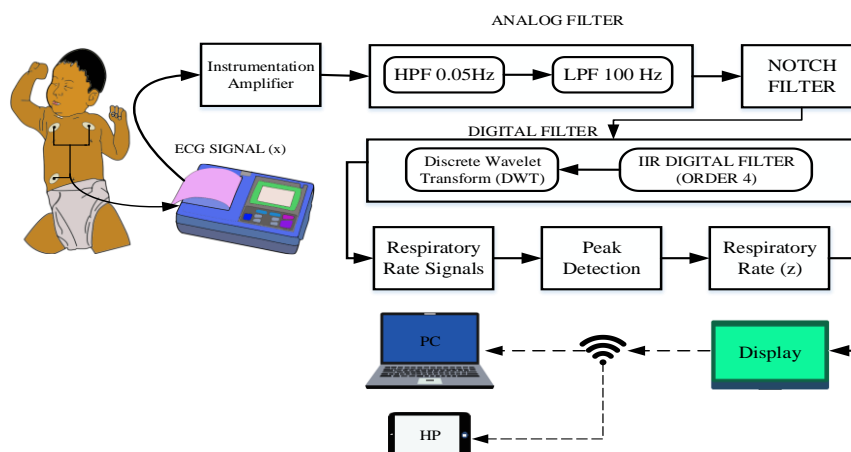 ANALOG FILTER
Instrumentation
Amplifier
HPF 0.05Hz
LPF 100 Hz
NOTCH
FILTER
ECG SIGNAL (x)
DIGITAL FILTER
Discrete Wavelet
Transform (DWT)
IIR DIGITAL FILTER
(ORDER 4)
Respiratory
Rate Signals
Peak
Detection
Respiratory
Rate (z)
PC
Display
HP